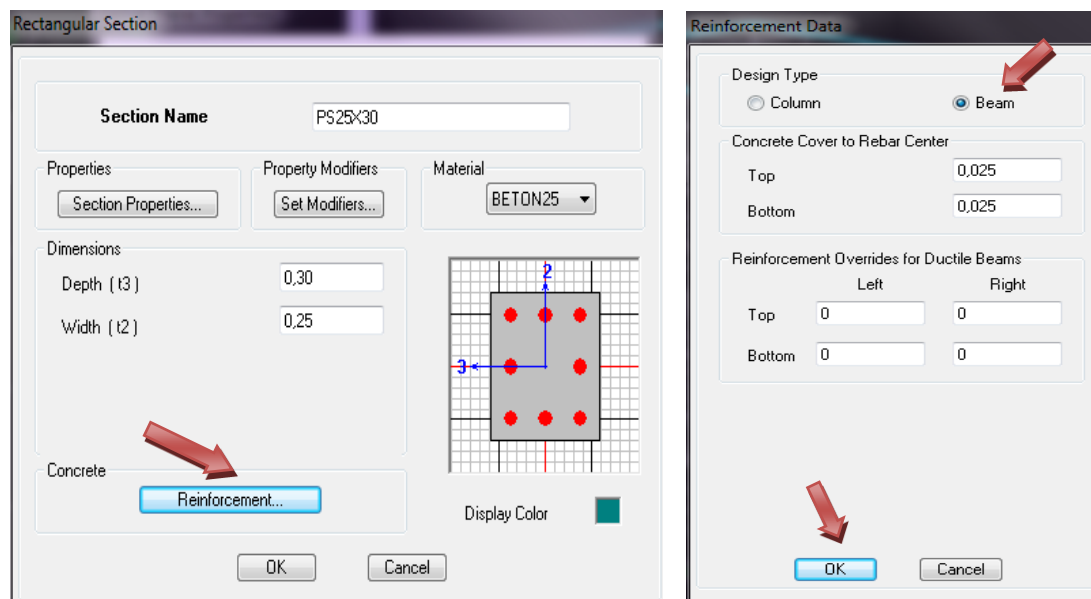 Rectangular Section
Section Name PS25X30
Properties Property Modifiers Material
Section Properties... Set Modifiers... BETON25
Dimensions
Depth ( t3 ) 0,30
Width ( t2 ) 0,25
2
3
Concrete
Reinforcement...
Display Color
OK Cancel
Reinforcement Data
Design Type
Column Beam
Concrete Cover to Rebar Center
Top 0,025
Bottom 0,025
Reinforcement Overrides for Ductile Beams
Left Right
Top 0 0
Bottom 0 0
OK Cancel